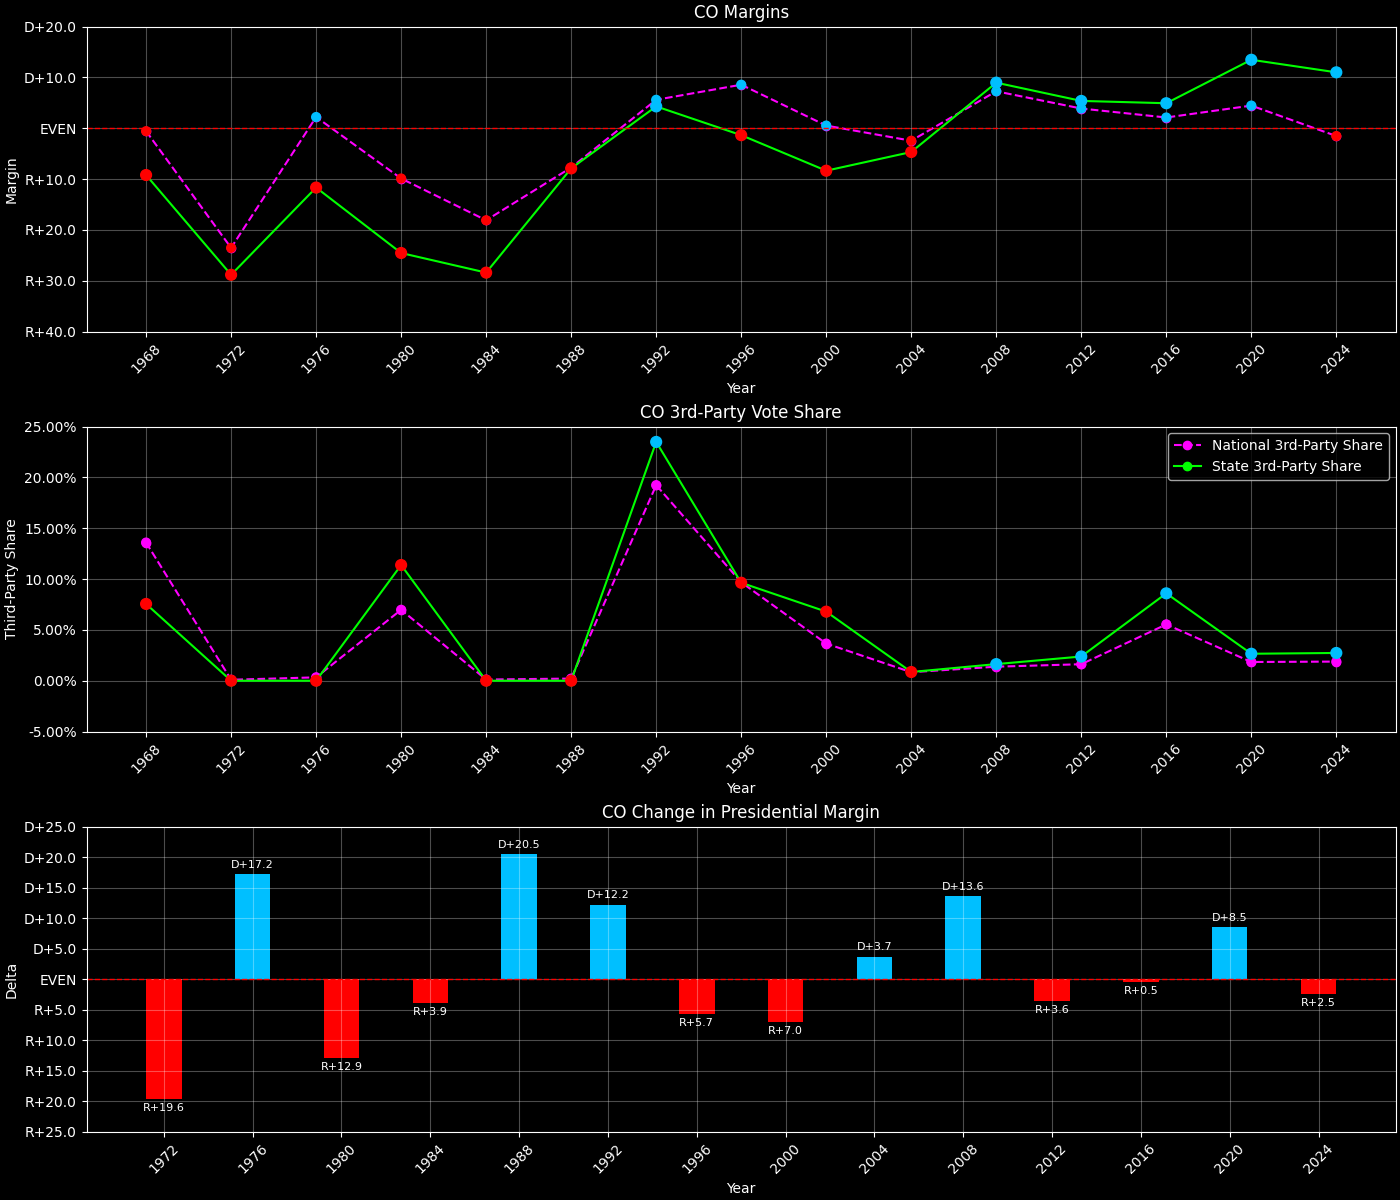 CO Margins
D+20.0
D+10.0
EVEN
R+10.0
R+20.0
R+30.0
R+40.0
Margin
1968
1972
1976
1980
1984
1988
1992
1996
2000
2004
2008
2012
2016
2020
2024
Year
CO 3rd-Party Vote Share
25.00%
20.00%
15.00%
10.00%
5.00%
0.00%
-5.00%
Third-Party Share
National 3rd-Party Share
State 3rd-Party Share
1968
1972
1976
1980
1984
1988
1992
1996
2000
2004
2008
2012
2016
2020
2024
Year
CO Change in Presidential Margin
D+25.0
D+20.0
D+15.0
D+10.0
D+5.0
EVEN
R+5.0
R+10.0
R+15.0
R+20.0
R+25.0
Delta
R+19.6
D+17.2
R+12.9
R+3.9
D+20.5
D+12.2
R+5.7
R+7.0
D+3.7
D+13.6
R+3.6
R+0.5
D+8.5
R+2.5
1972
1976
1980
1984
1988
1992
1996
2000
2004
2008
2012
2016
2020
2024
Year